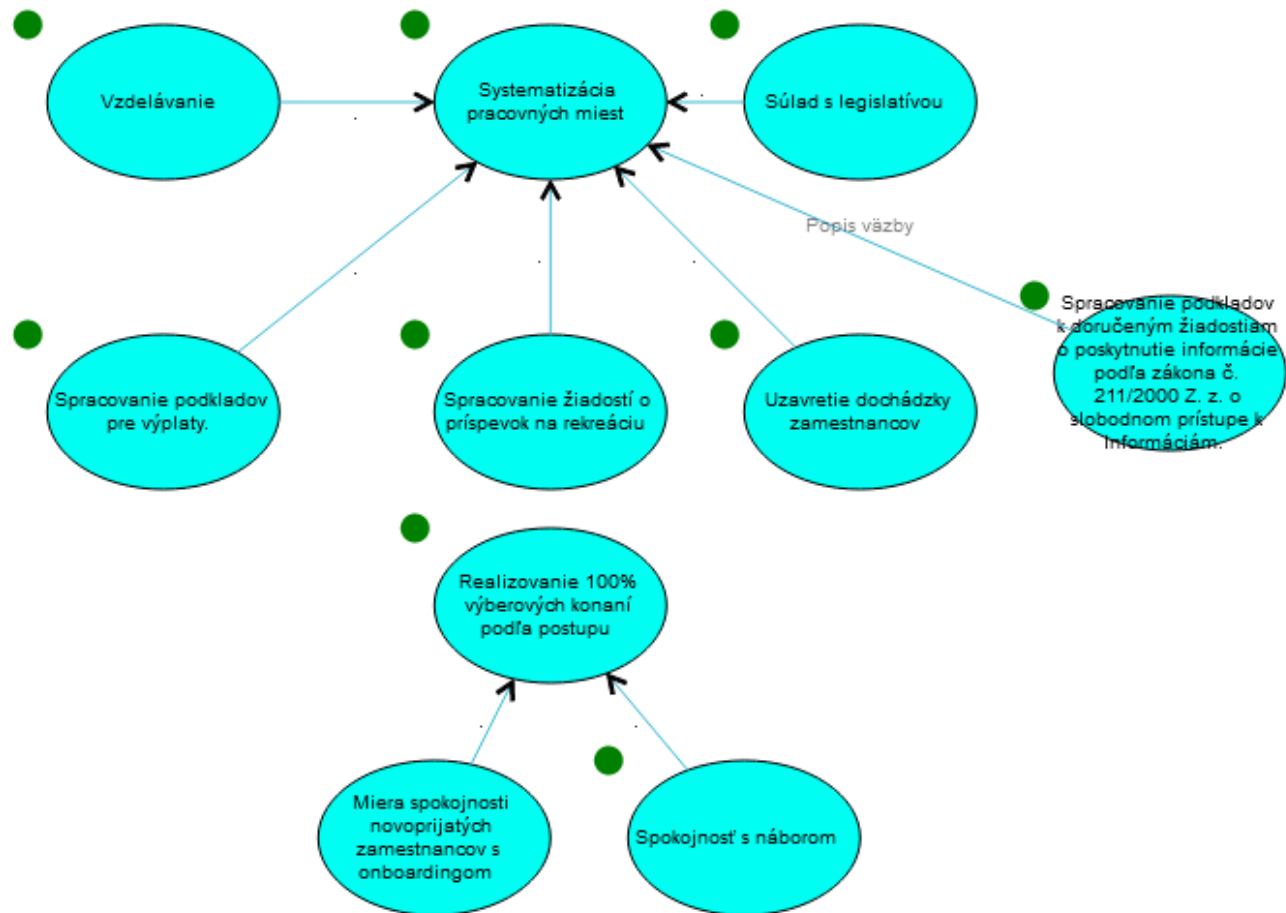 Vzdelávanie
Systematizácia
pracovných miest
Súlad s legislatívou
Popis väzby
Spracovanie podkladov
pre výplaty.
Spracovanie žiadostí o
príspevok na rekreáciu
Uzavretie dochádzky
zamestnancov
Spracovanie podkladov
k doručeným žiadostiam
o poskytnutie informácie
podľa zákona č.
211/2000 Z. z. o
slobodnom prístupe k
informáciám.
Realizovanie 100%
výberových konaní
podľa postupu
Miera spokojnosti
novoprijatých
zamestnancov s
onboardingom
Spokojnosť s náborom